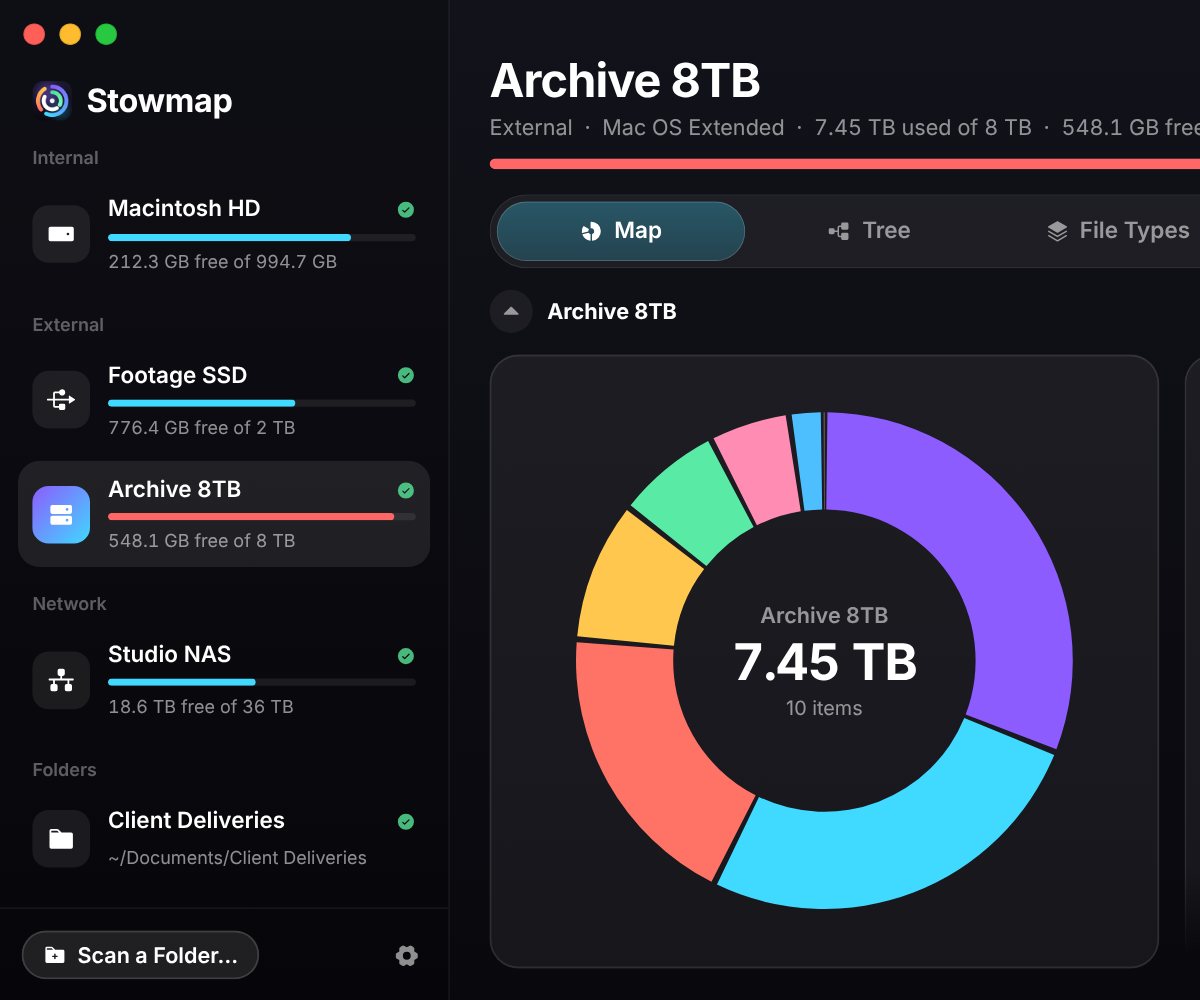 Stowmap
Internal
Macintosh HD
212.3 GB free of 994.7 GB
External
Footage SSD
776.4 GB free of 2 TB
Archive 8TB
548.1 GB free of 8 TB
Network
Studio NAS
18.6 TB free of 36 TB
Folders
Client Deliveries
~/Documents/Client Deliveries
Scan a Folder...
Archive 8TB
External · Mac OS Extended · 7.45 TB used of 8 TB · 548.1 GB free
Map
Tree
File Types
Archive 8TB
Archive 8TB
7.45 TB
10 items